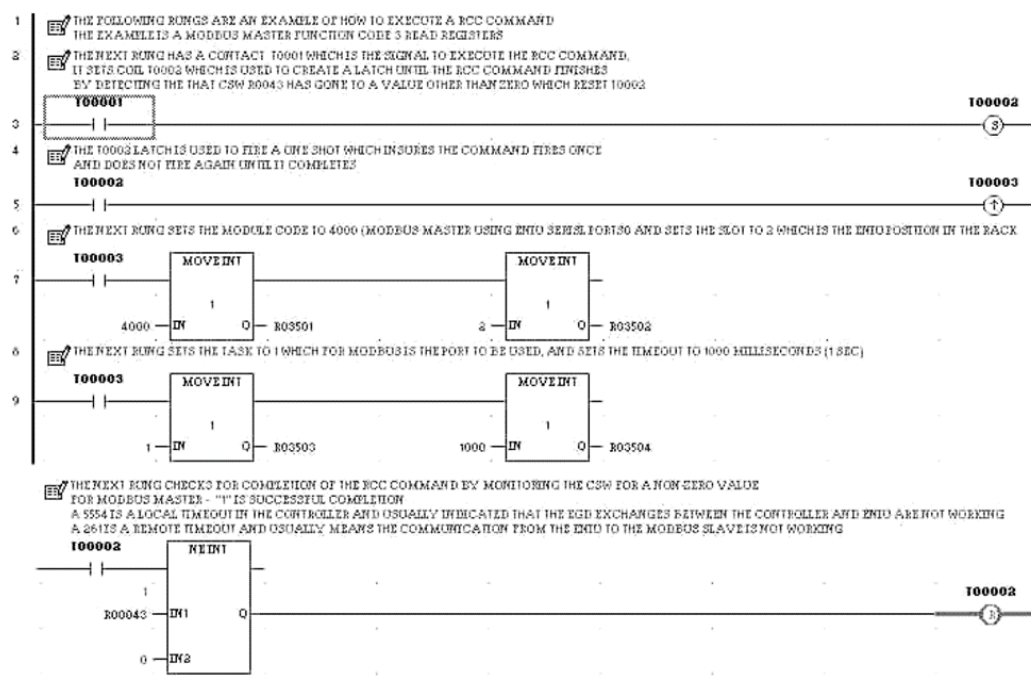 1 THE FOLLOWING RUNGS ARE AN EXAMPLE OF HOW TO EXECUTE A RCC COMMAND
THE EXAMPLE IS A MODBUS MASTER FUNCTION CODE 3 READ REGISTERS
2 THE NEXT RUNG HAS A CONTACT T0001 WHICH IS THE SIGNAL TO EXECUTE THE RCC COMMAND,
IT SETS COIL T0002 WHICH IS USED TO CREATE A LATCH UNTIL THE RCC COMMAND FINISHES
BY DETECTING THE THAT CSW R0043 HAS GONE TO A VALUE OTHER THAN ZERO WHICH RESET T0002
T00001 T00002
3 S
4 THE T0002 LATCH IS USED TO FIRE A ONE SHOT WHICH INSURES THE COMMAND FIRES ONCE
AND DOES NOT FIRE AGAIN UNTIL IT COMPLETES
T00002 T00003
5 ↑
6 THE NEXT RUNG SETS THE MODULE CODE TO 4000 (MODBUS MASTER USING ENIU SERISL PORTS0 AND SETS THE SLOT TO 2 WHICH IS THE ENIU POSITION IN THE RACK
T00003 MOVE INT MOVE INT
7 1 1
4000 IN Q R03501 2 IN Q R03502
8 THE NEXT RUNG SETS THE TASK TO 1 WHICH FOR MODBUS IS THE PORT TO BE USED, AND SETS THE TIMEOUT TO 1000 MILLISECONDS (1 SEC)
T00003 MOVE INT MOVE INT
9 1 1
1 IN Q R03503 1000 IN Q R03504
THE NEXT RUNG CHECKS FOR COMPLETION OF THE RCC COMMAND BY MONITORING THE CSW FOR A NON-ZERO VALUE
FOR MODBUS MASTER - "1" IS SUCCESSFUL COMPLETION
A 5554 IS A LOCAL TIMEOUT IN THE CONTROLLER AND USUALLY INDICATED THAT THE EGD EXCHANGES BETWEEN THE CONTROLLER AND ENIU ARE NOT WORKING
A 261 IS A REMOTE TIMEOUT AND USUALLY MEANS THE COMMUNICATION FROM THE ENIU TO THE MODBUS SLAVE IS NOT WORKING
T00002 NE INT
1 T00002
R00043 IN1 Q R
0 IN2